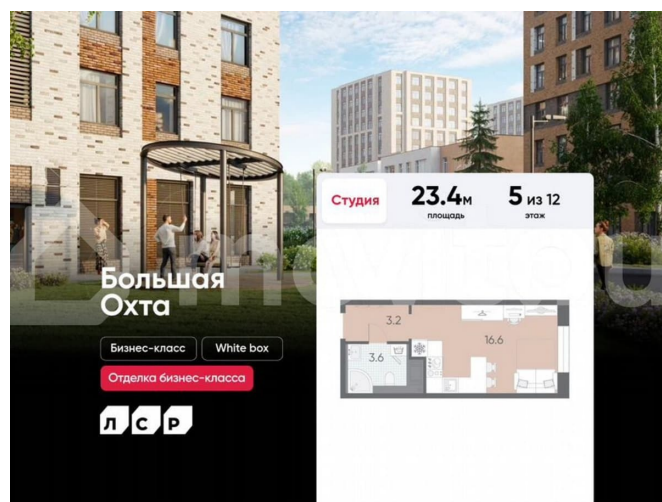 Студия
23.4м
площадь
5 из 12
этаж
Большая
Охта
Бизнес-класс
White box
Отделка бизнес-класса
ЛСР
3.2
16.6
3.6